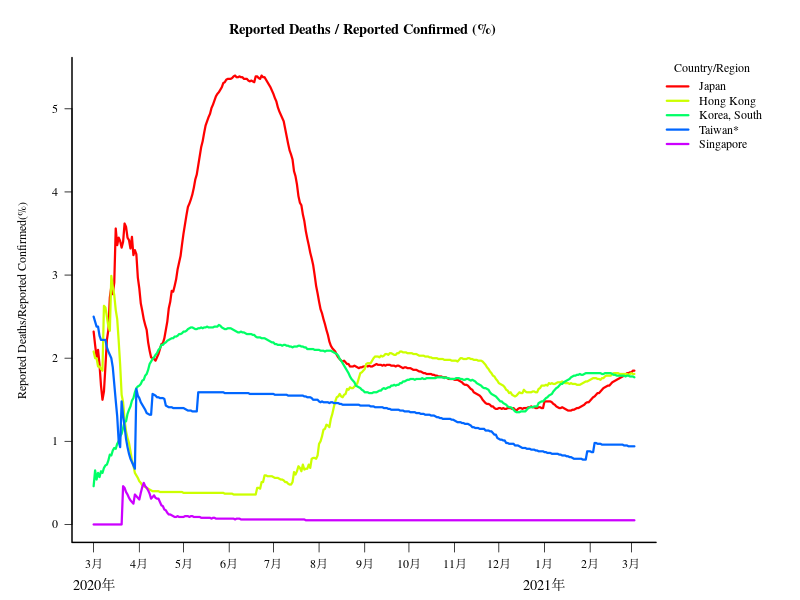 Reported Deaths / Reported Confirmed (%)
Country/Region
Japan
Hong Kong
Korea, South
Taiwan*
Singapore
Reported Deaths/Reported Confirmed(%)
5
4
3
2
1
0
3月 4月 5月 6月 7月 8月 9月 10月 11月 12月 1月 2月 3月
2020年 2021年